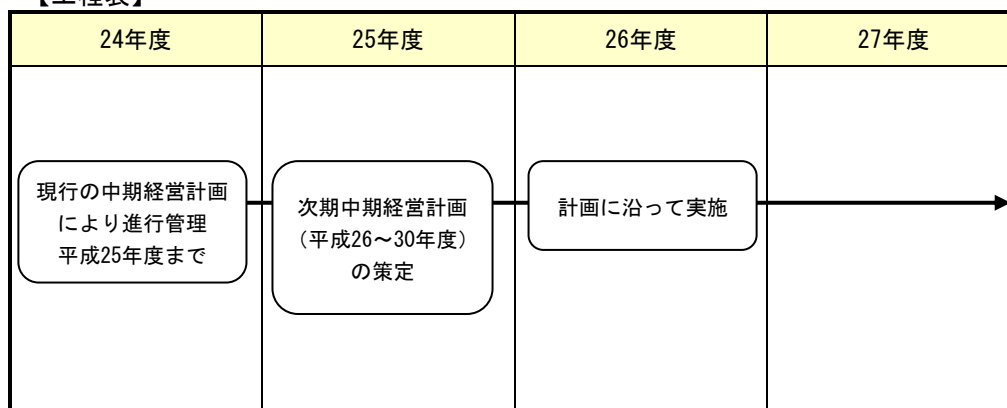 【工程表】
24年度
25年度
26年度
27年度
現行の中期経営計画
により進行管理
平成25年度まで
次期中期経営計画
（平成26～30年度）
の策定
計画に沿って実施